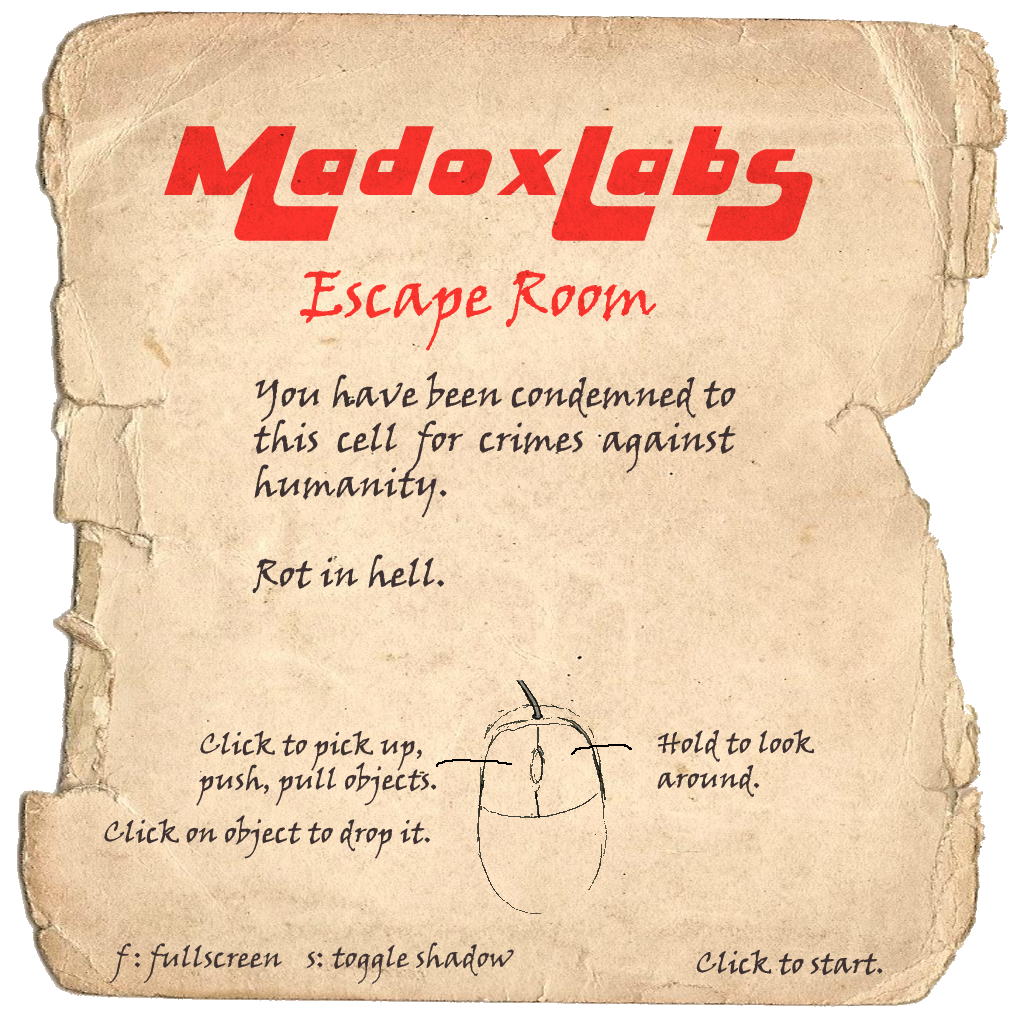 MadoxLabs
Escape Room
You have been condemned to
this cell for crimes against
humanity.
Rot in hell.
Click to pick up,
push, pull objects.
Click on object to drop it.
Hold to look
around.
f: fullscreen s: toggle shadow
Click to start.